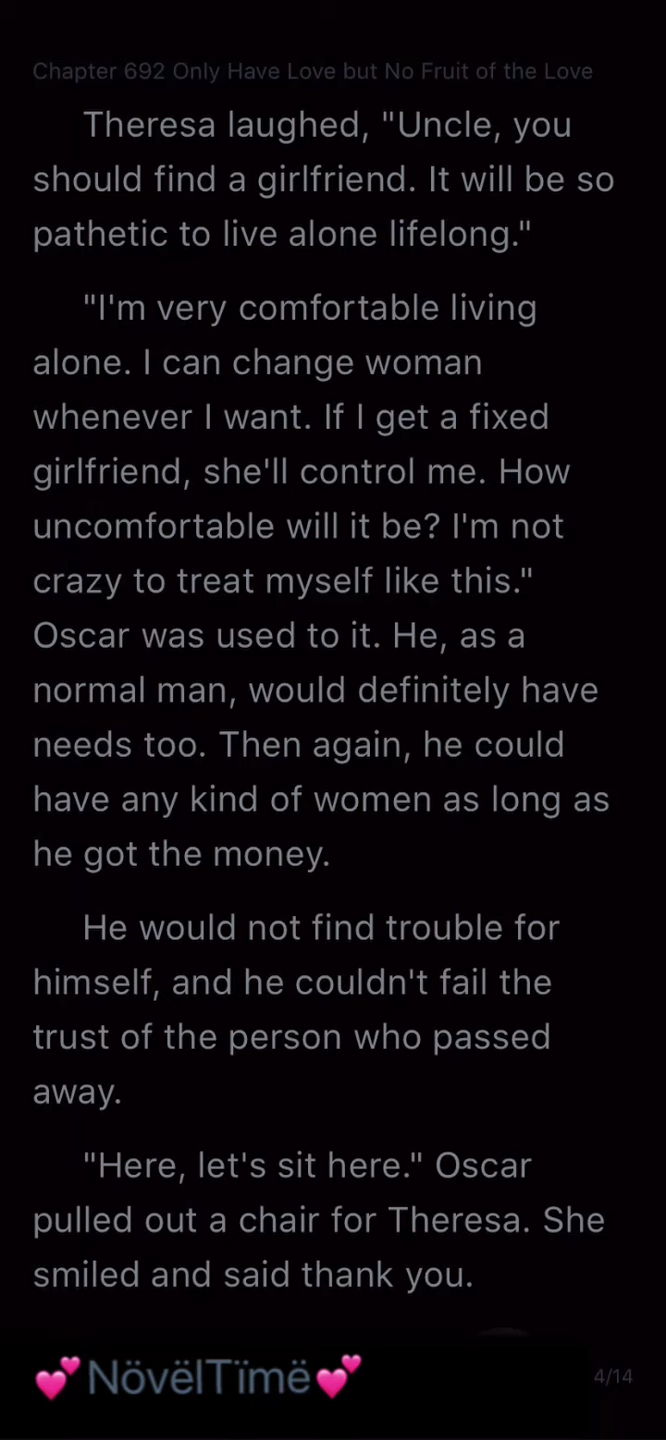 Chapter 692 Only Have Love but No Fruit of the Love
Theresa laughed, "Uncle, you
should find a girlfriend. It will be so
pathetic to live alone lifelong."
"I'm very comfortable living
alone. I can change woman
whenever I want. If I get a fixed
girlfriend, she'll control me. How
uncomfortable will it be? I'm not
crazy to treat myself like this."
Oscar was used to it. He, as a
normal man, would definitely have
needs too. Then again, he could
have any kind of women as long as
he got the money.
He would not find trouble for
himself, and he couldn't fail the
trust of the person who passed
away.
"Here, let's sit here." Oscar
pulled out a chair for Theresa. She
smiled and said thank you.
💕NövëlTïmë💕
4/14